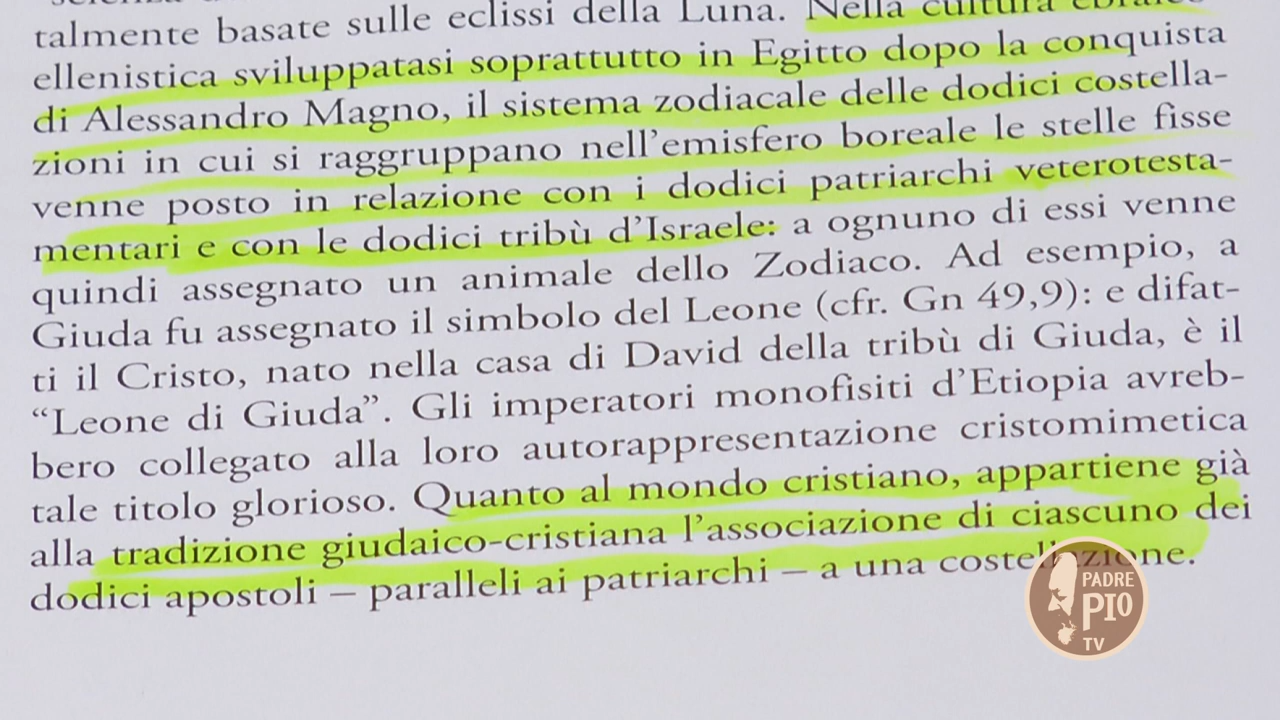 talmente basate sulle eclissi della Luna. Nella cultura
ellenistica sviluppatasi soprattutto in Egitto dopo la conquista
di Alessandro Magno, il sistema zodiacale delle dodici costella-
zioni in cui si raggruppano nell'emisfero boreale le stelle fisse
venne posto in relazione con i dodici patriarchi veterotesta-
mentari e con le dodici tribù d'Israele: a ognuno di essi venne
quindi assegnato un animale dello Zodiaco. Ad esempio, a
Giuda fu assegnato il simbolo del Leone (cfr. Gn 49,9): e difat-
ti il Cristo, nato nella casa di David della tribù di Giuda, è il
“Leone di Giuda”. Gli imperatori monofisiti d'Etiopia avreb-
bero collegato alla loro autorappresentazione cristomimetica
tale titolo glorioso. Quanto al mondo cristiano, appartiene già
alla tradizione giudaico-cristiana l'associazione di ciascuno dei
dodici apostoli – paralleli ai patriarchi – a una costellazione.
PADRE
PIO
TV